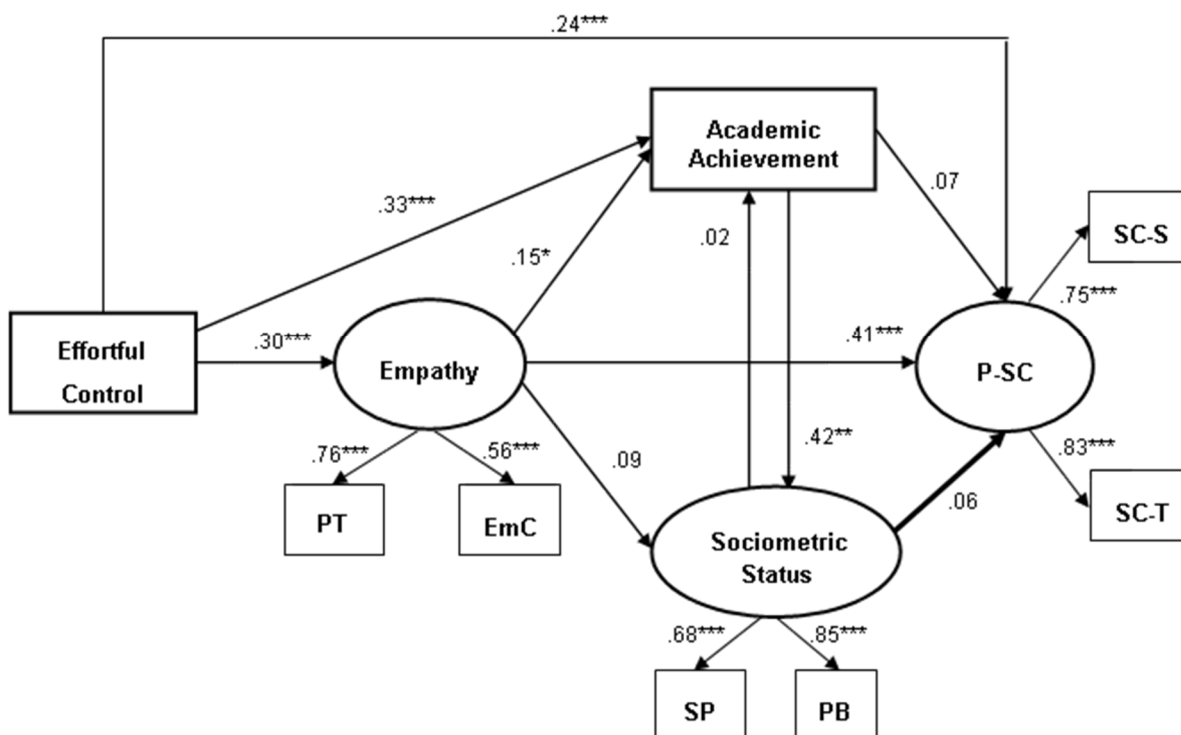 .24***
Academic
Achievement
.33***
.07
.02
SC-S
.15*
.75***
Effortful
Control
.30***
Empathy
.41***
P-SC
.76***
.56***
.09
.42**
.83***
.06
PT
EmC
SC-T
Sociometric
Status
.68***
.85***
SP
PB